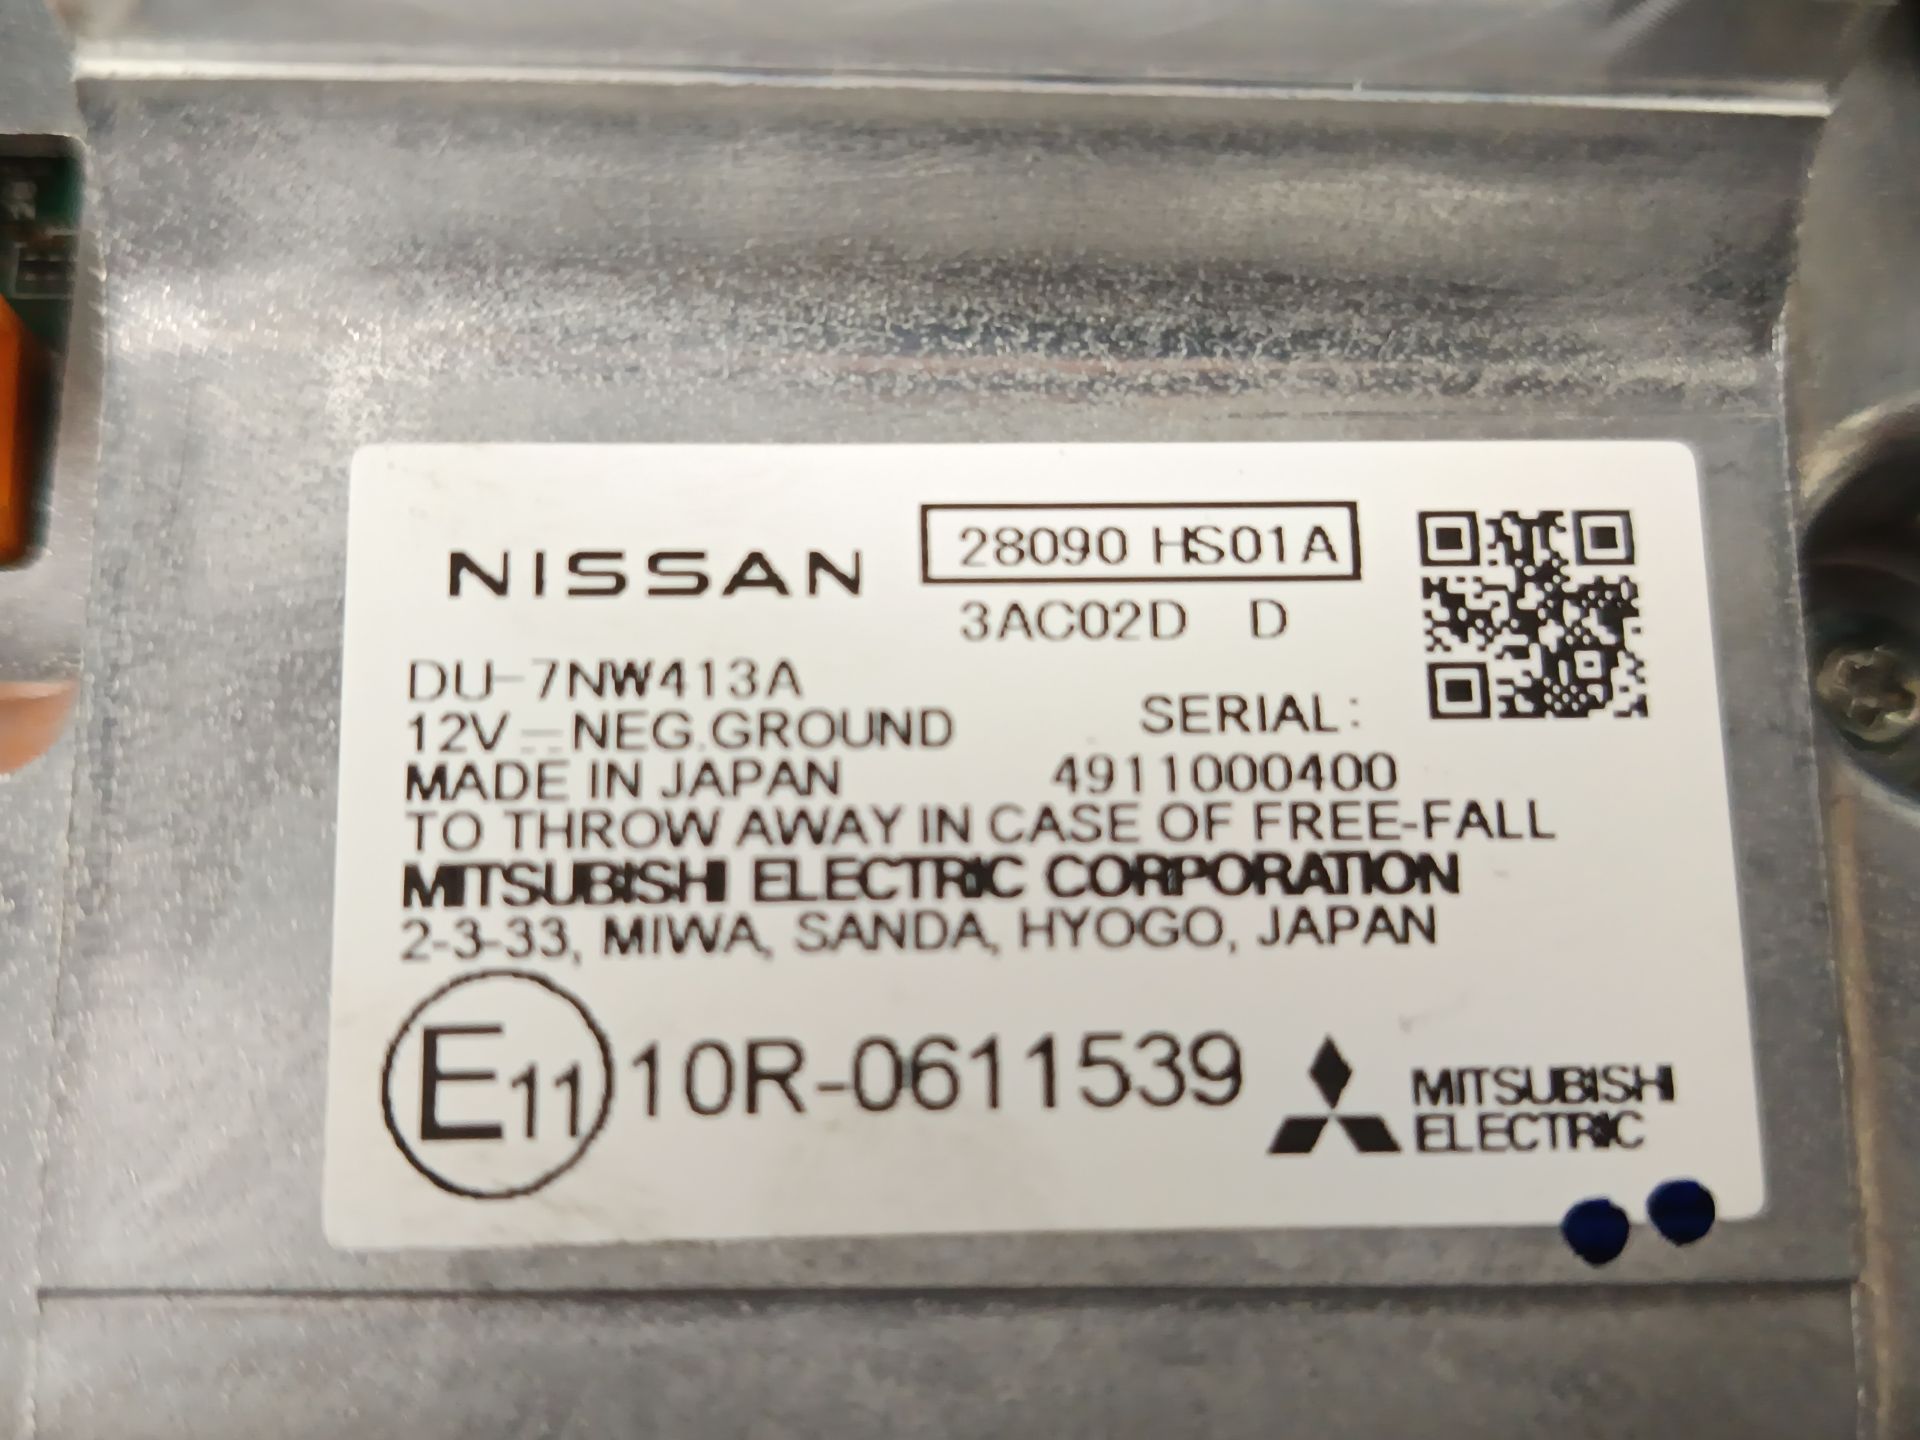 NISSAN
28090 HS01A
3AC02D D
DU-7NW413A
12V ⎓ NEG.GROUND
SERIAL:
MADE IN JAPAN
4911000400
TO THROW AWAY IN CASE OF FREE-FALL
MITSUBISHI ELECTRIC CORPORATION
2-3-33, MIWA, SANDA, HYOGO, JAPAN
E11 10R-0611539
MITSUBISHI
ELECTRIC